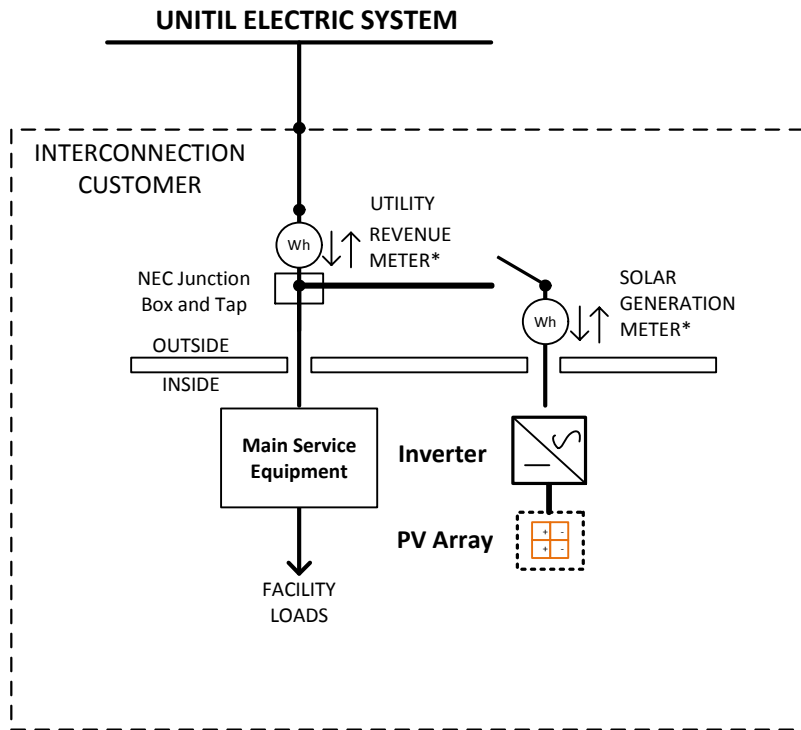 UNITIL ELECTRIC SYSTEM
INTERCONNECTION
CUSTOMER
UTILITY
REVENUE
METER*
Wh
NEC Junction
Box and Tap
SOLAR
GENERATION
METER*
Wh
OUTSIDE
INSIDE
Main Service
Equipment
Inverter
PV Array
+ -
+ -
FACILITY
LOADS